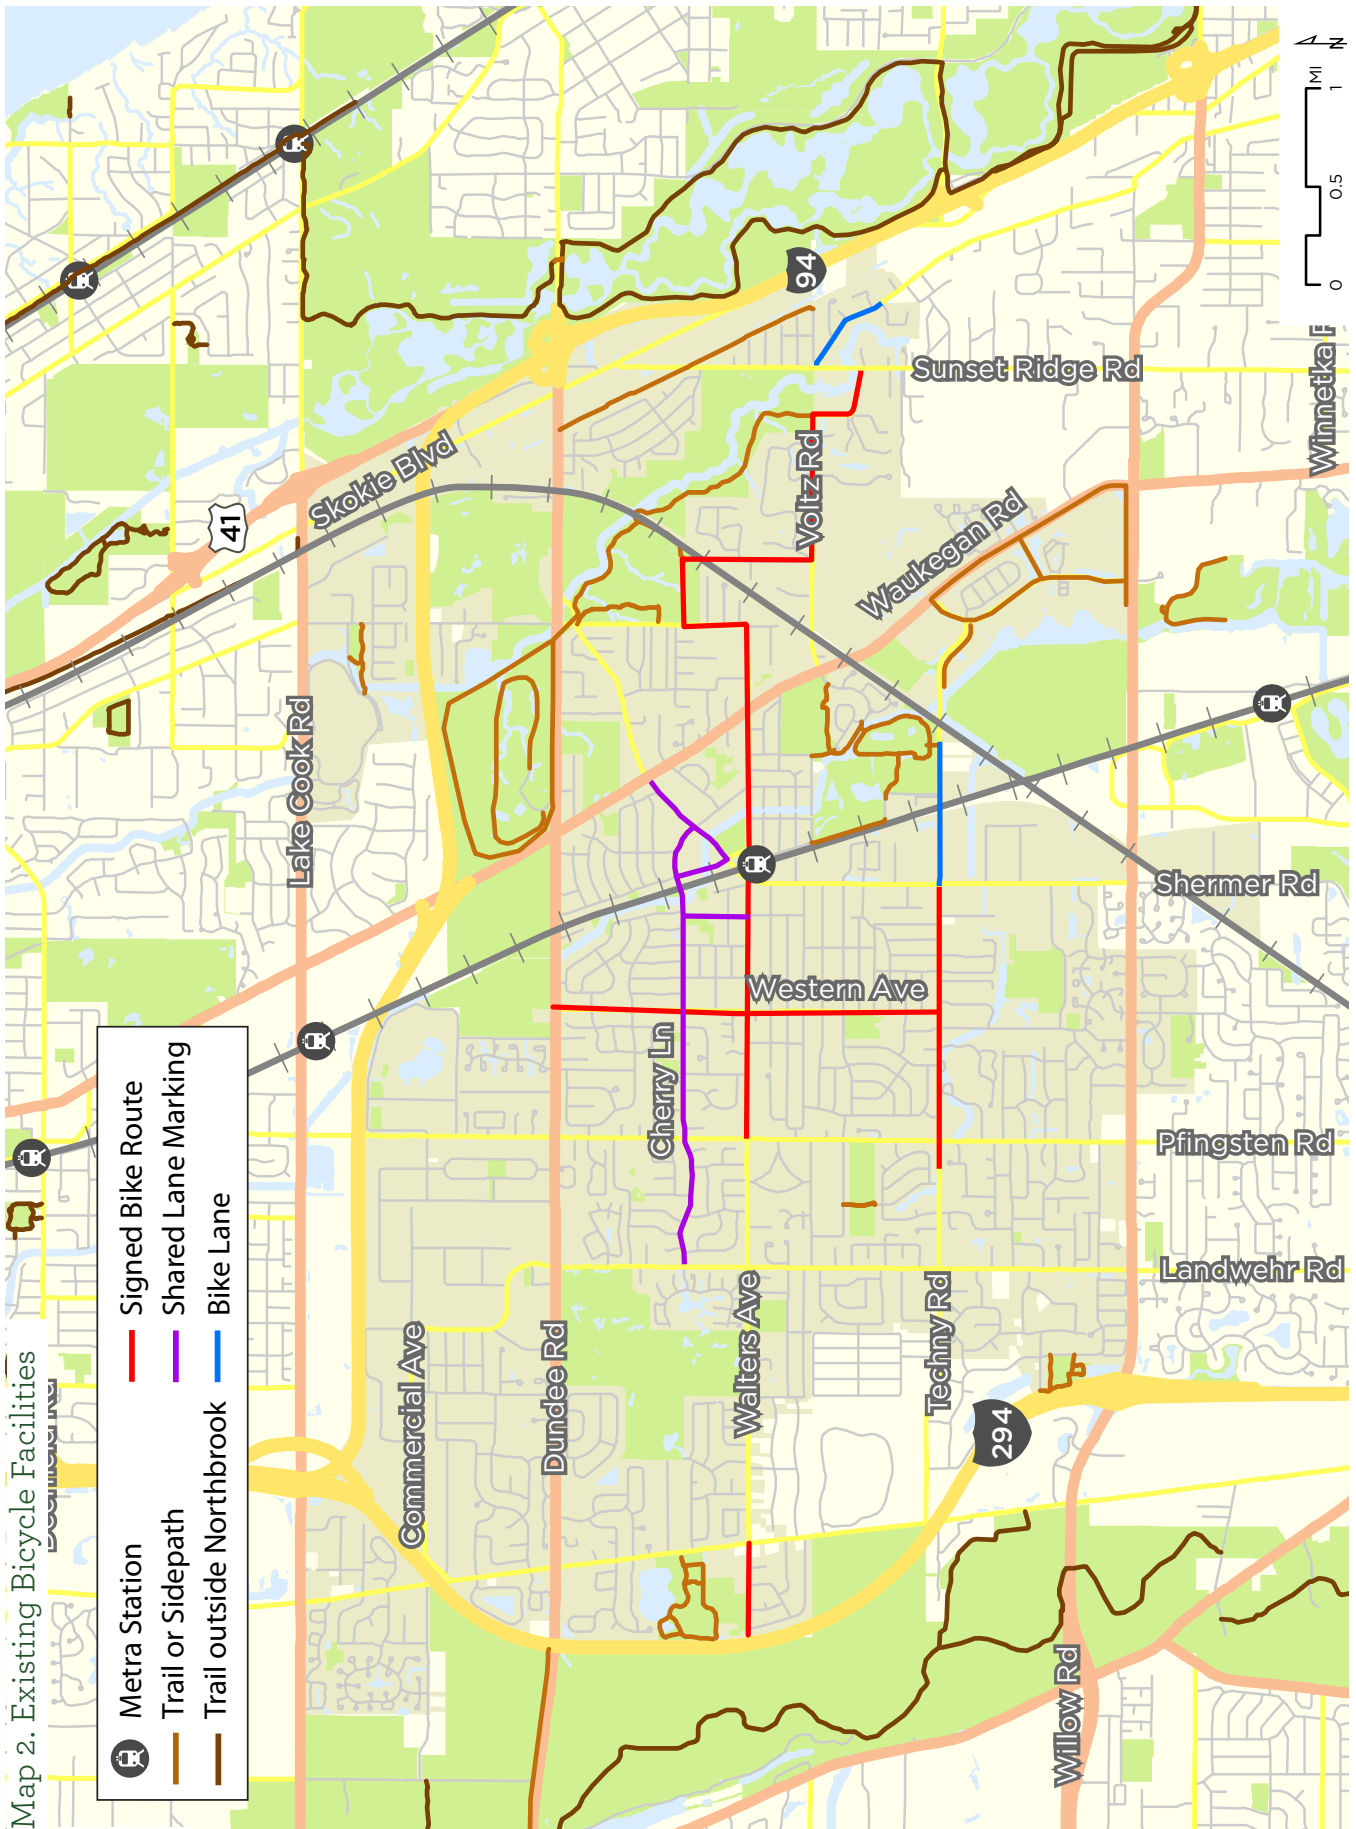 Map 2. Existing Bicycle Facilities
Metra Station
Trail or Sidepath
Trail outside Northbrook
Signed Bike Route
Shared Lane Marking
Bike Lane
41
Skokie Blvd
Lake Cook Rd
Commercial Ave
Dundee Rd
Cherry Ln
Walters Ave
Western Ave
Voltz Rd
94
Sunset Ridge Rd
Waukegan Rd
Techny Rd
294
Willow Rd
Shermer Rd
Pfingsten Rd
Landwehr Rd
Winnetka
0 0.5 1 MI
N